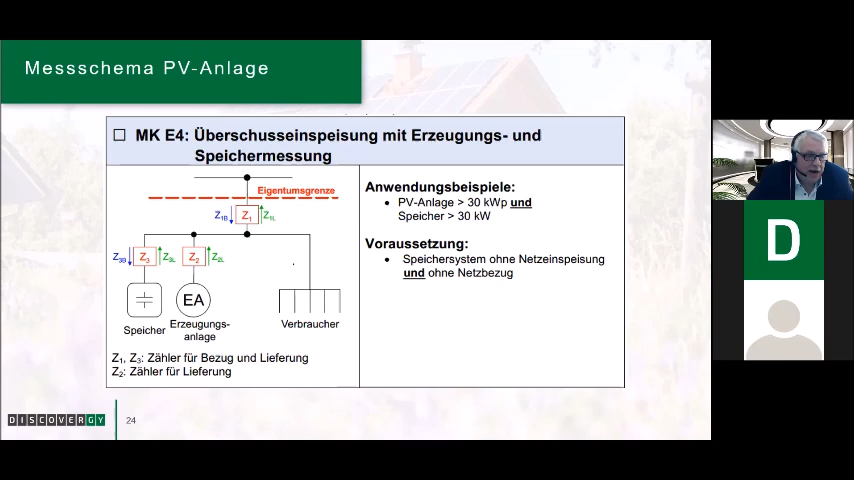 Messschema PV-Anlage
☐ MK E4: Überschusseinspeisung mit Erzeugungs- und
Speichermessung
Eigentumsgrenze
Z1B Z1 Z1L
Z3B Z3 Z3L Z2 Z2L
EA
Speicher
Erzeugungs-
anlage
Verbraucher
Z1, Z3: Zähler für Bezug und Lieferung
Z2: Zähler für Lieferung
Anwendungsbeispiele:
• PV-Anlage > 30 kWp und
Speicher > 30 kW
Voraussetzung:
• Speichersystem ohne Netzeinspeisung
und ohne Netzbezug
D
DISCOVERGY
24